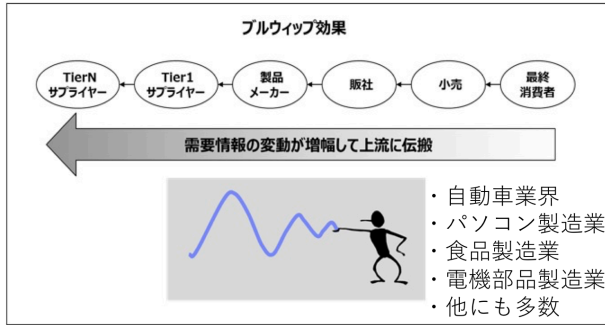 ブルウィップ効果
TierN
サプライヤー
Tier1
サプライヤー
製品
メーカー
販社
小売
最終
消費者
需要情報の変動が増幅して上流に伝搬
・自動車業界
・パソコン製造業
・食品製造業
・電機部品製造業
・他にも多数